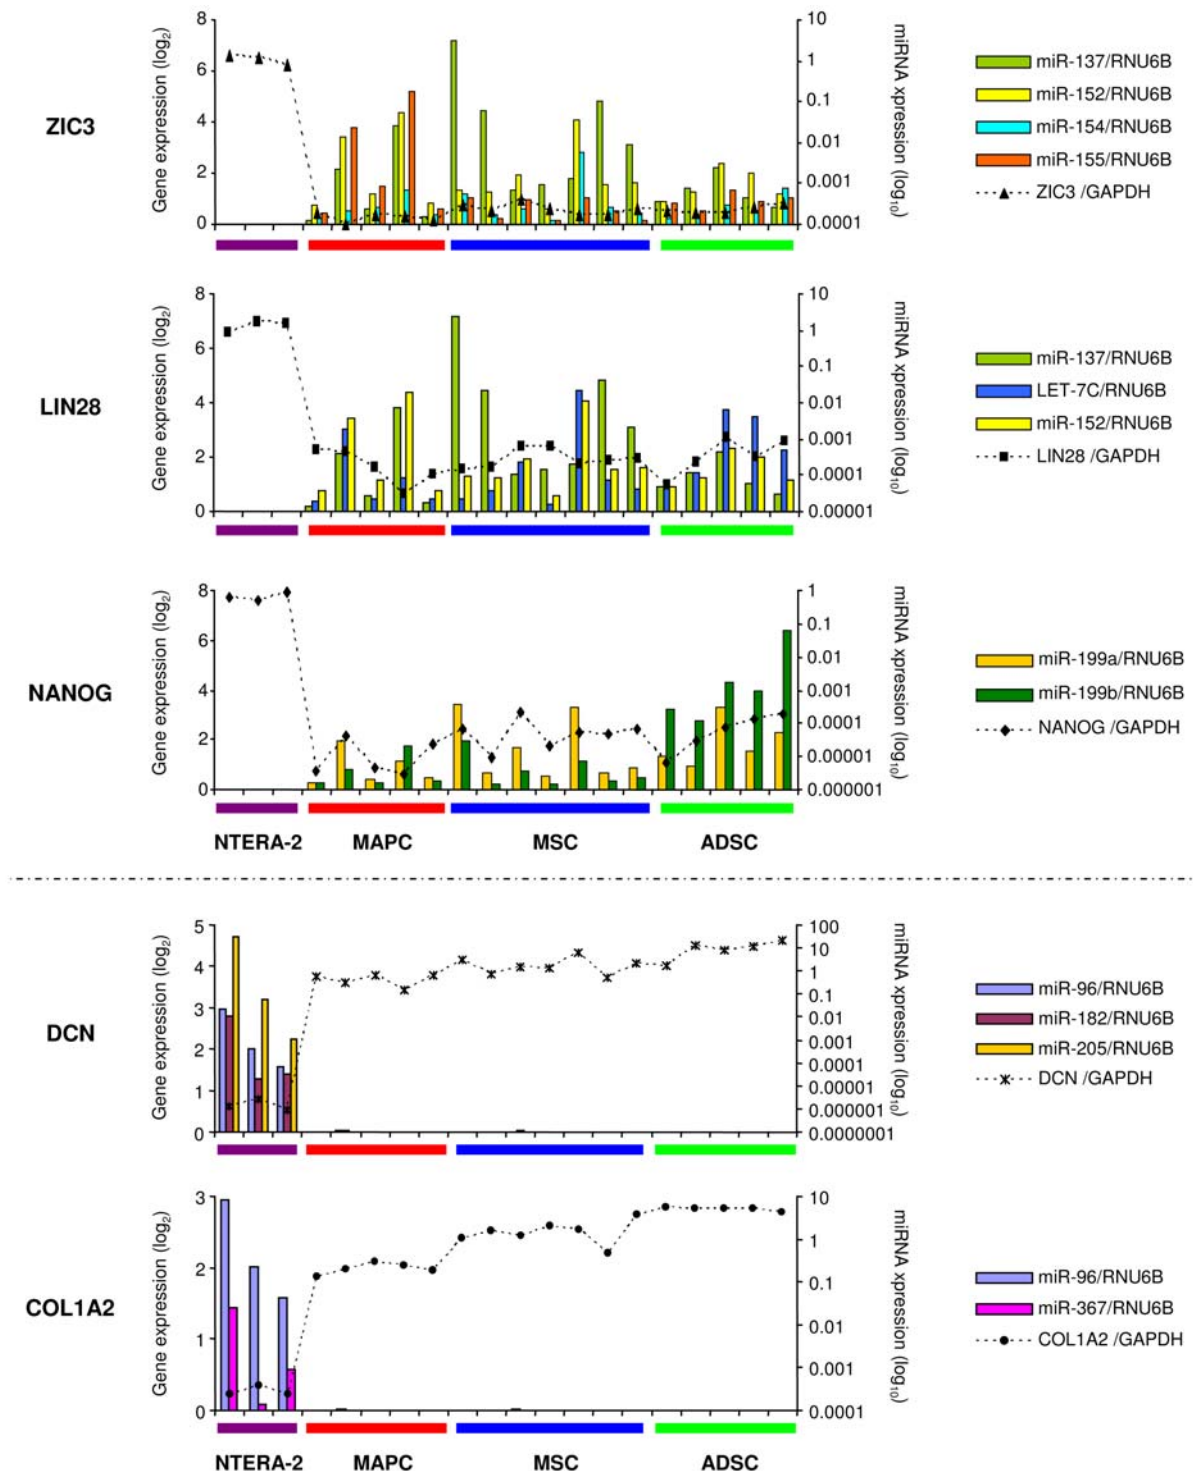 ZIC3
Gene expression (log2)
8
6
4
2
0
10
1
0.1
0.01
0.001
0.0001
miRNA xpression (log10)
miR-137/RNU6B
miR-152/RNU6B
miR-154/RNU6B
miR-155/RNU6B
ZIC3 /GAPDH
LIN28
Gene expression (log2)
8
6
4
2
0
10
1
0.1
0.01
0.001
0.0001
0.00001
miRNA xpression (log10)
miR-137/RNU6B
LET-7C/RNU6B
miR-152/RNU6B
LIN28 /GAPDH
NANOG
Gene expression (log2)
8
6
4
2
0
1
0.1
0.01
0.001
0.0001
0.00001
0.000001
miRNA xpression (log10)
miR-199a/RNU6B
miR-199b/RNU6B
NANOG /GAPDH
NTERA-2 MAPC MSC ADSC
DCN
Gene expression (log2)
5
4
3
2
1
0
100
10
1
0.1
0.01
0.001
0.0001
0.00001
0.000001
0.0000001
miRNA xpression (log10)
miR-96/RNU6B
miR-182/RNU6B
miR-205/RNU6B
DCN /GAPDH
COL1A2
Gene expression (log2)
3
2
1
0
10
1
0.1
0.01
0.001
0.0001
miRNA xpression (log10)
miR-96/RNU6B
miR-367/RNU6B
COL1A2 /GAPDH
NTERA-2 MAPC MSC ADSC